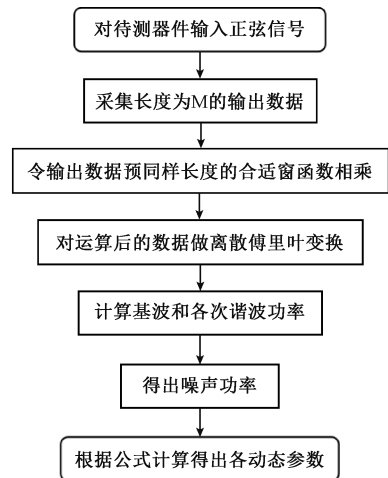 对待测器件输入正弦信号
采集长度为M的输出数据
令输出数据预同样长度的合适窗函数相乘
对运算后的数据做离散傅里叶变换
计算基波和各次谐波功率
得出噪声功率
根据公式计算得出各动态参数